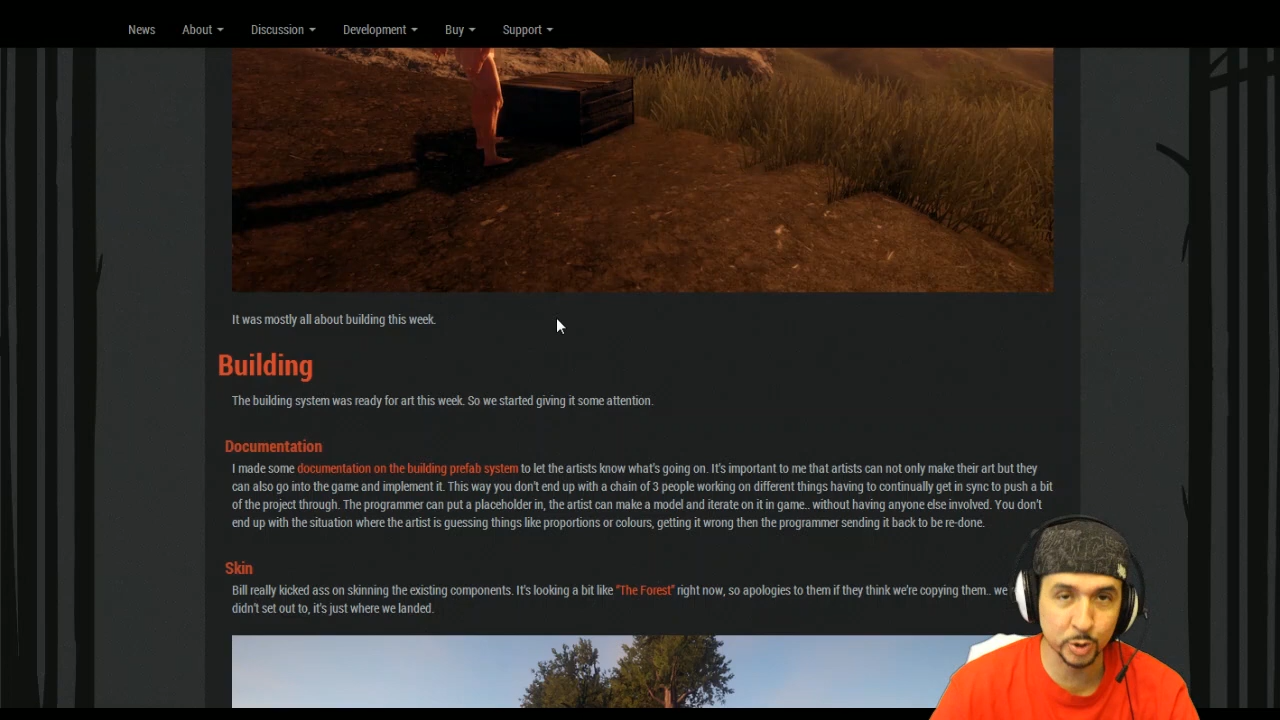 News About Discussion Development Buy Support
It was mostly all about building this week.
Building
The building system was ready for art this week. So we started giving it some attention.
Documentation
I made some documentation on the building prefab system to let the artists know what's going on. It's important to me that artists can not only make their art but they
can also go into the game and implement it. This way you don't end up with a chain of 3 people working on different things having to continually get in sync to push a bit
of the project through. The programmer can put a placeholder in, the artist can make a model and iterate on it in game.. without having anyone else involved. You don't
end up with the situation where the artist is guessing things like proportions or colours, getting it wrong then the programmer sending it back to be re-done.
Skin
Bill really kicked ass on skinning the existing components. It's looking a bit like "The Forest" right now, so apologies to them if they think we're copying them.. we
didn't set out to, it's just where we landed.